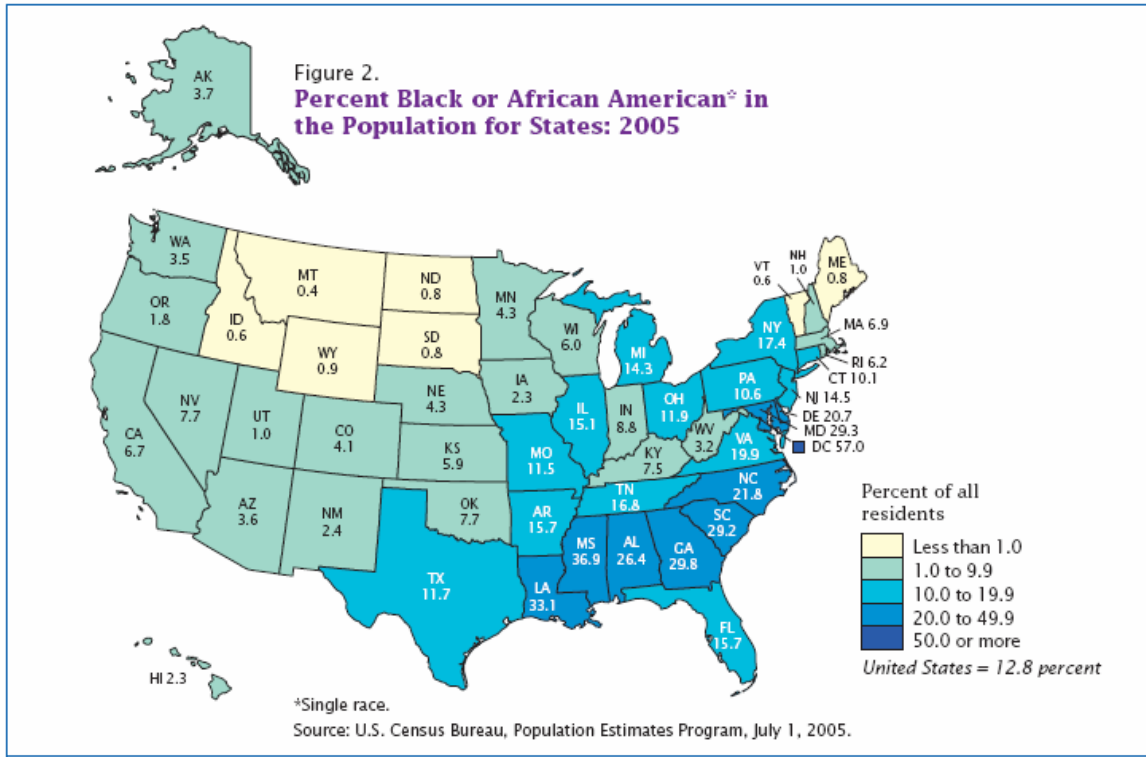 Figure 2.
Percent Black or African American* in
the Population for States: 2005
AK
3.7
WA
3.5
OR
1.8
CA
6.7
NV
7.7
ID
0.6
MT
0.4
WY
0.9
UT
1.0
CO
4.1
AZ
3.6
NM
2.4
ND
0.8
SD
0.8
NE
4.3
KS
5.9
OK
7.7
TX
11.7
MN
4.3
IA
2.3
MO
11.5
AR
15.7
LA
33.1
WI
6.0
IL
15.1
MI
14.3
IN
8.8
OH
11.9
KY
7.5
TN
16.8
MS
36.9
AL
26.4
GA
29.8
FL
15.7
SC
29.2
NC
21.8
VA
19.9
WV
3.2
PA
10.6
NY
17.4
VT
0.6
NH
1.0
ME
0.8
MA 6.9
RI 6.2
CT 10.1
NJ 14.5
DE 20.7
MD 29.3
DC 57.0
HI 2.3
Percent of all
residents
Less than 1.0
1.0 to 9.9
10.0 to 19.9
20.0 to 49.9
50.0 or more
United States = 12.8 percent
*Single race.
Source: U.S. Census Bureau, Population Estimates Program, July 1, 2005.